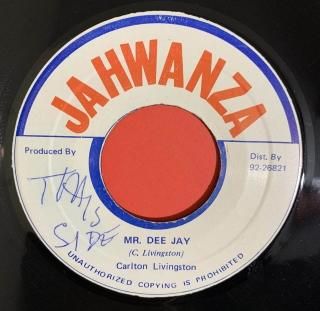 JAHWANZA
Produced By
Dist. By
92-26821
THIS
SIDE
MR. DEE JAY
(C. Livingston)
Carlton Livingston
UNAUTHORIZED COPYING IS PROHIBITED